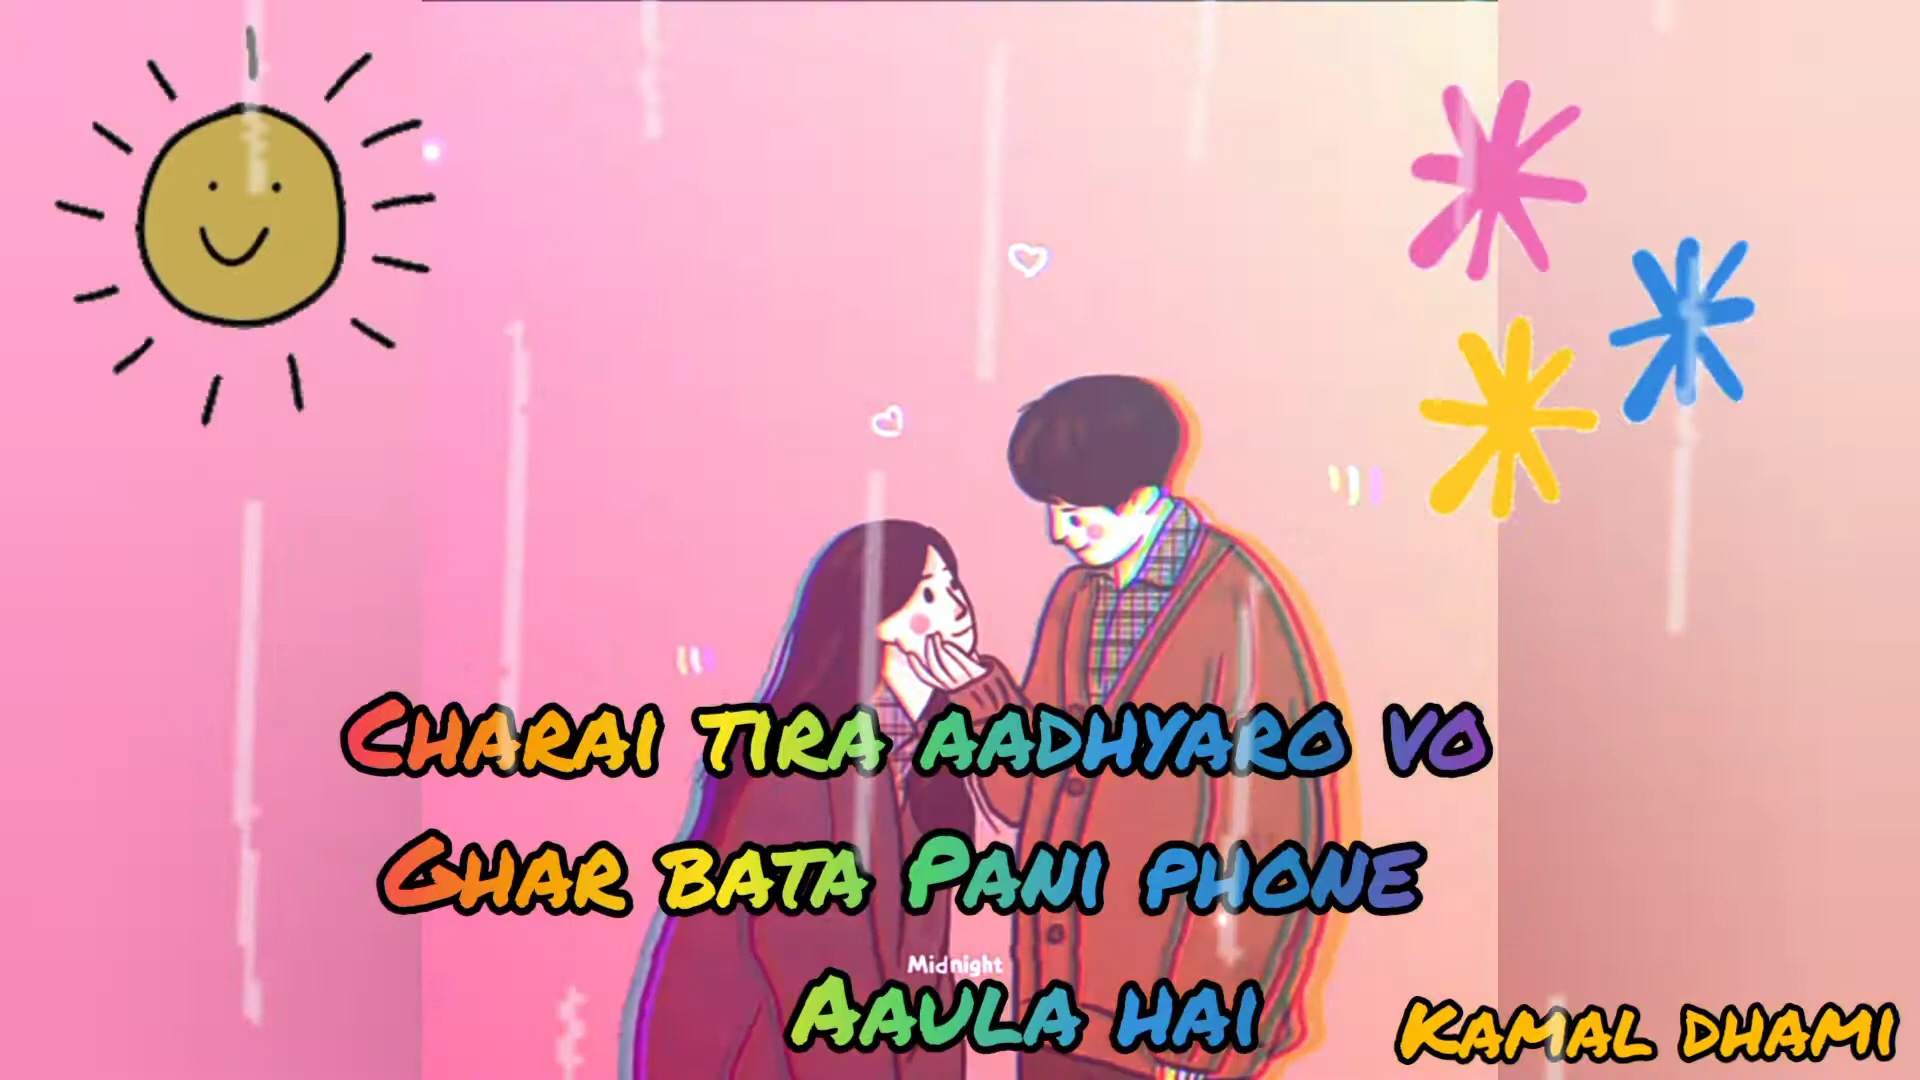 Charai tira aadhyaro vo
Ghar bata Pani phone
Midnight
Aaula hai
Kamal dhami